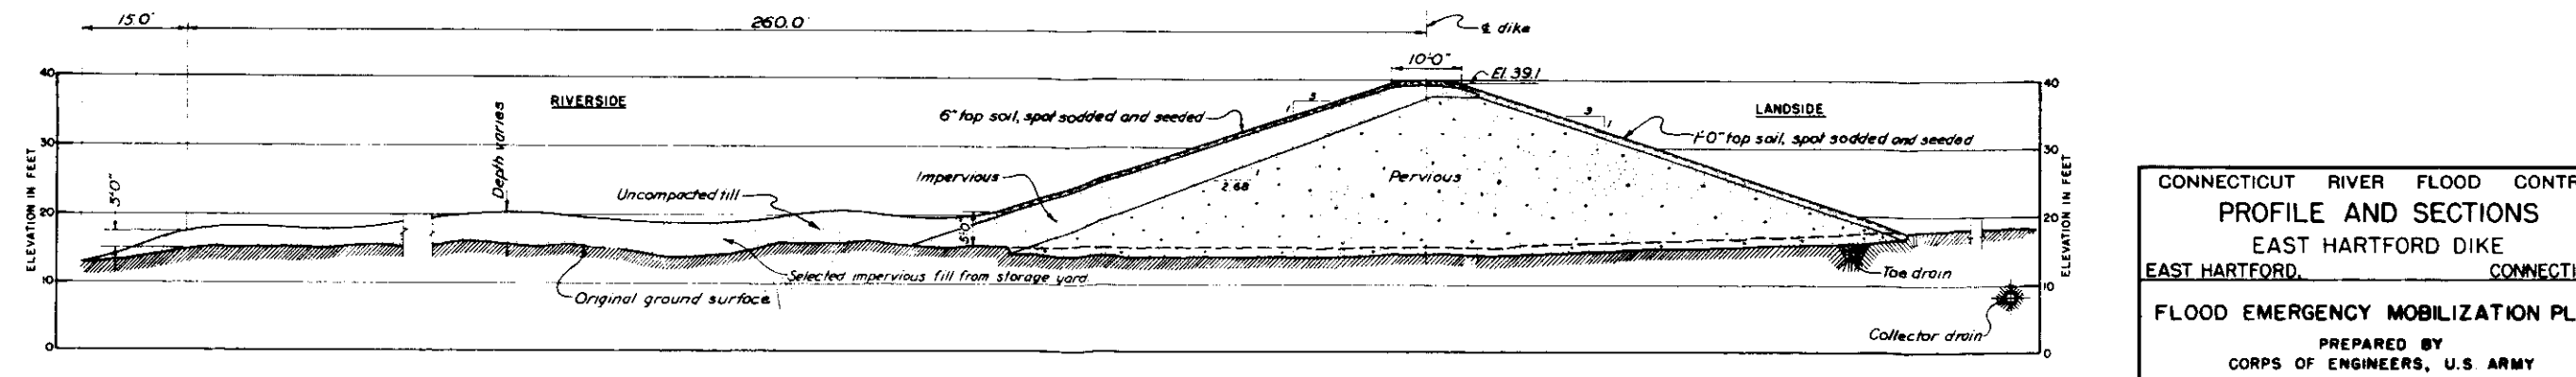 15.0'
260.0'
℄ dike
10'-0"
El. 39.1
40
30
20
10
0
ELEVATION IN FEET
RIVERSIDE
LANDSIDE
Depth varies
5'-0"
6" top soil, spot sodded and seeded
1
3
3
1
1'-0" top soil, spot sodded and seeded
Uncompacted fill
Impervious
1
2.68
Pervious
5'-0"
Selected impervious fill from storage yard
Original ground surface
Toe drain
Collector drain
40
30
20
10
0
ELEVATION IN FEET
CONNECTICUT RIVER FLOOD CONTR
PROFILE AND SECTIONS
EAST HARTFORD DIKE
EAST HARTFORD, CONNECTI
FLOOD EMERGENCY MOBILIZATION PL
PREPARED BY
CORPS OF ENGINEERS, U.S. ARMY